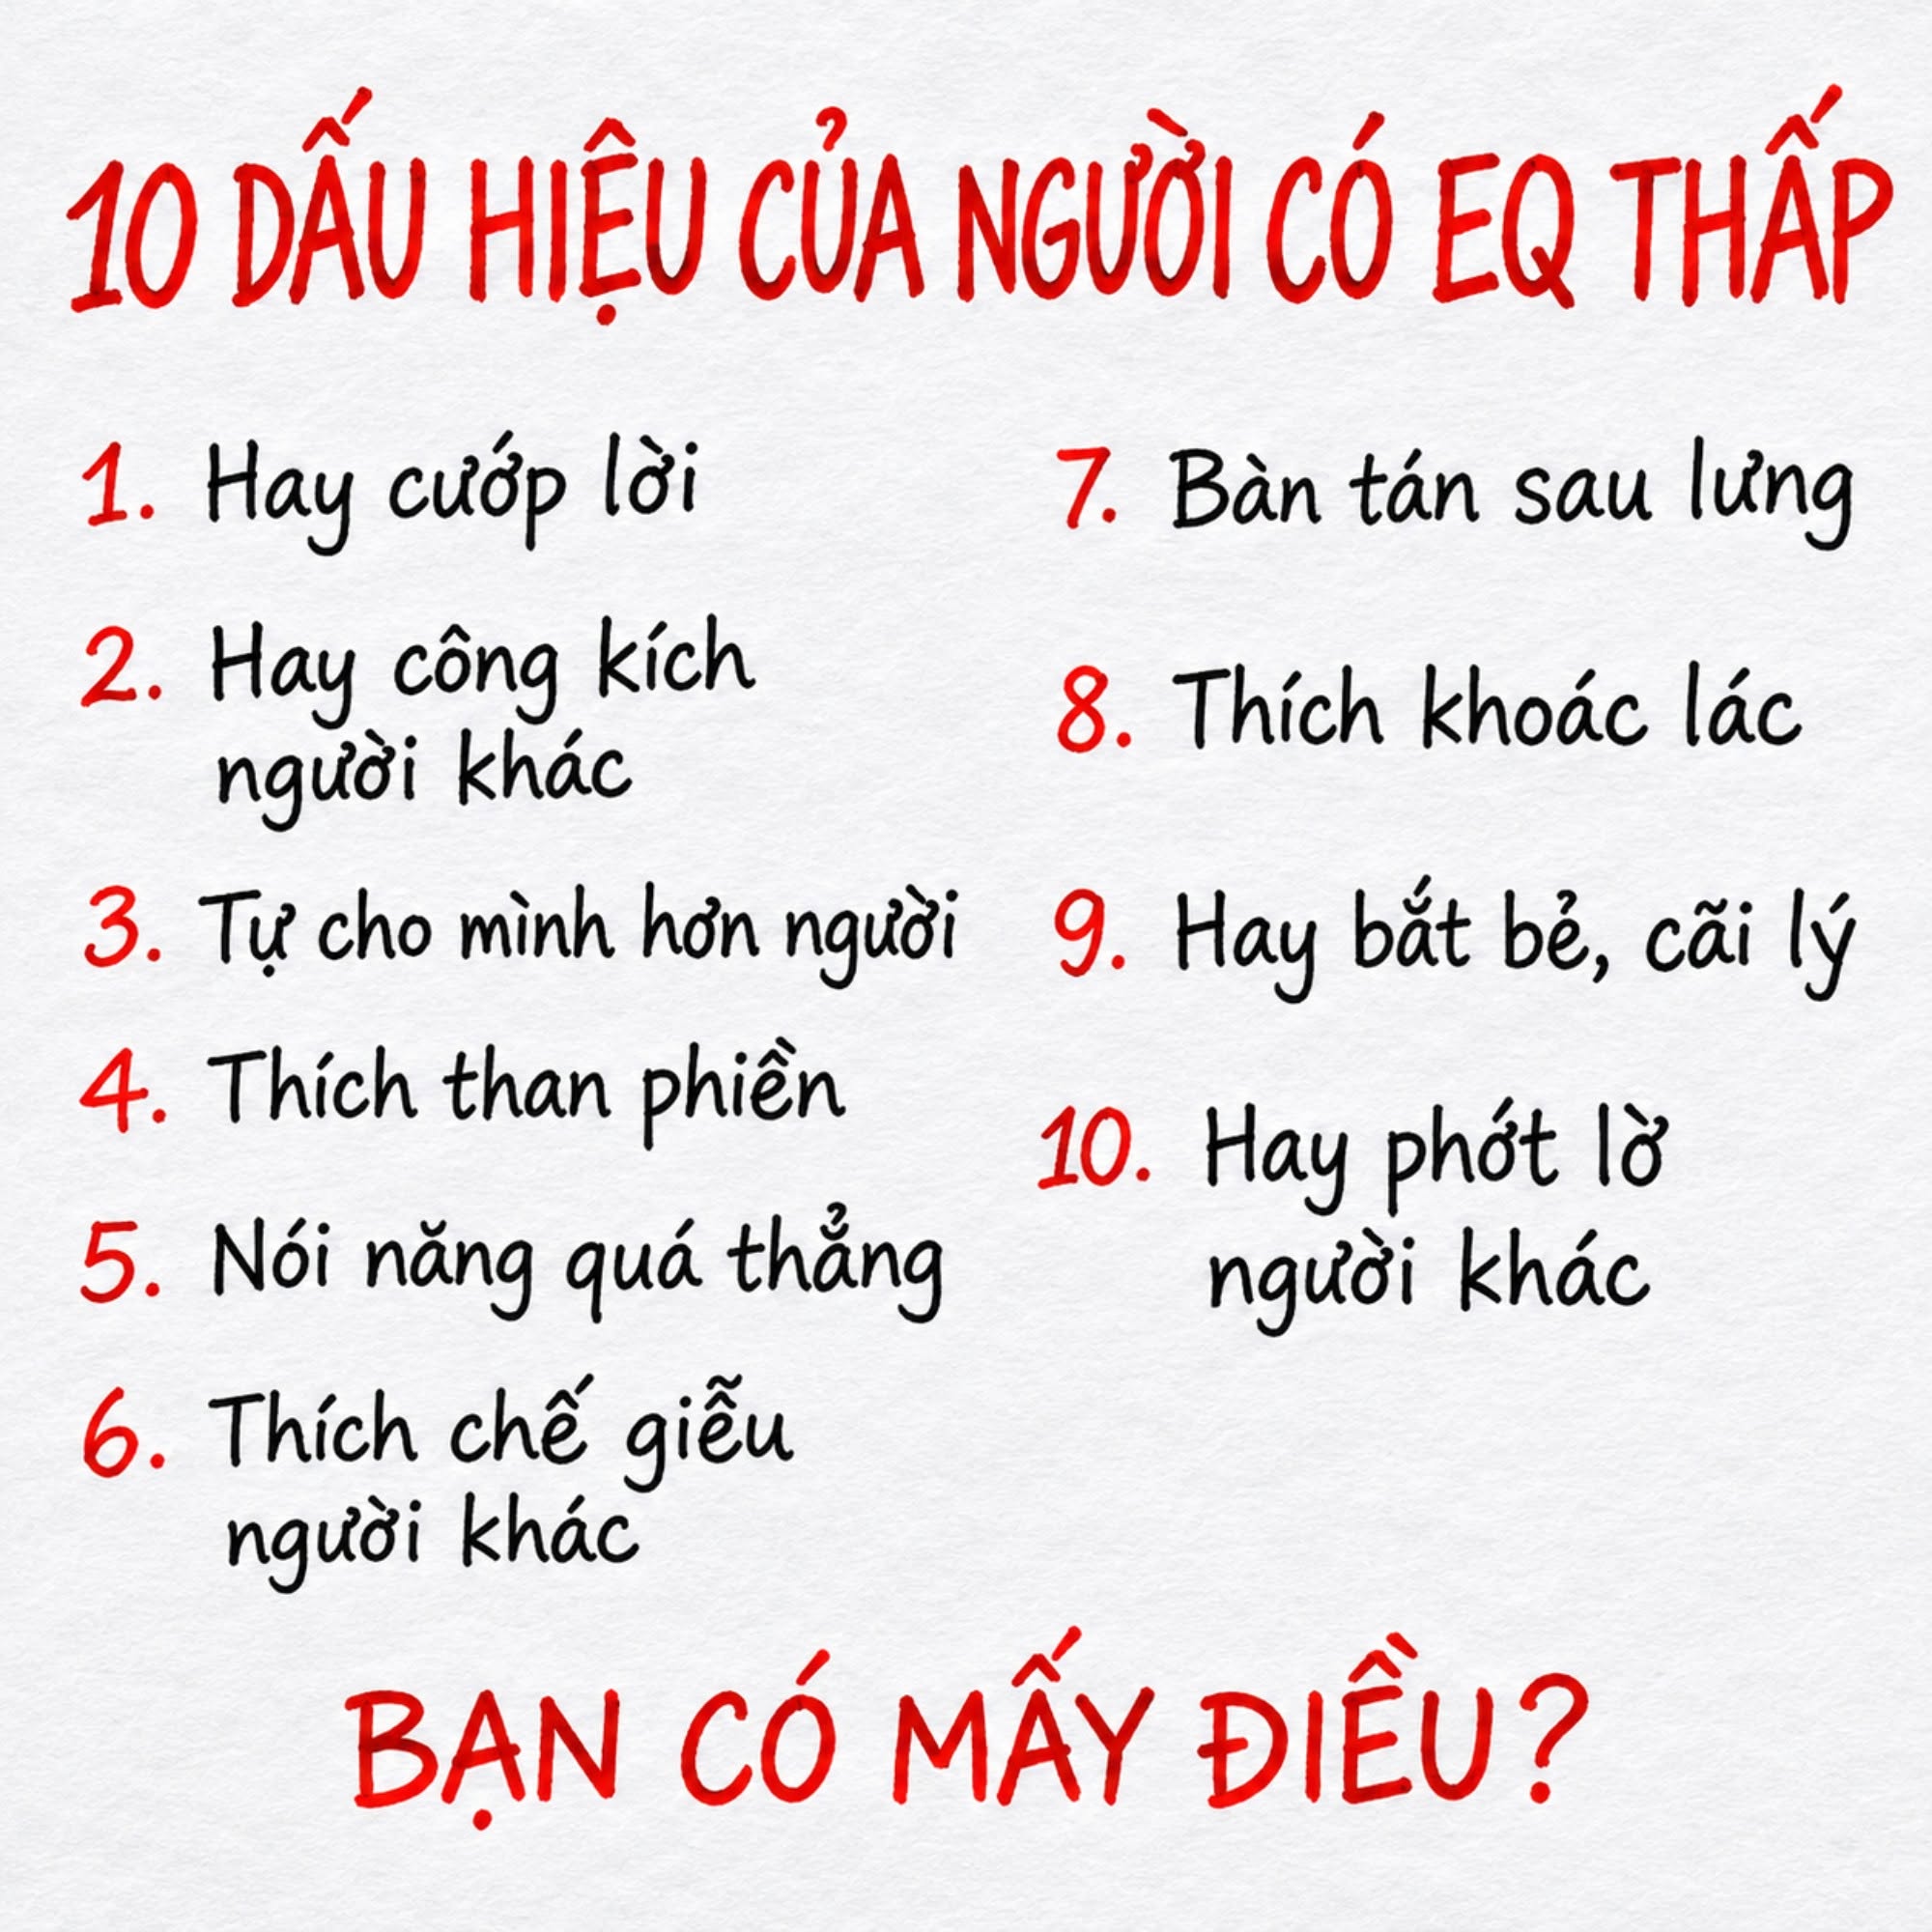 10 DẤU HIỆU CỦA NGƯỜI CÓ EQ THẤP
1. Hay cướp lời
2. Hay công kích
người khác
3. Tự cho mình hơn người
4. Thích than phiền
5. Nói năng quá thẳng
6. Thích chế giễu
người khác
7. Bàn tán sau lưng
8. Thích khoác lác
9. Hay bắt bẻ, cãi lý
10. Hay phớt lờ
người khác
BẠN CÓ MẤY ĐIỀU?